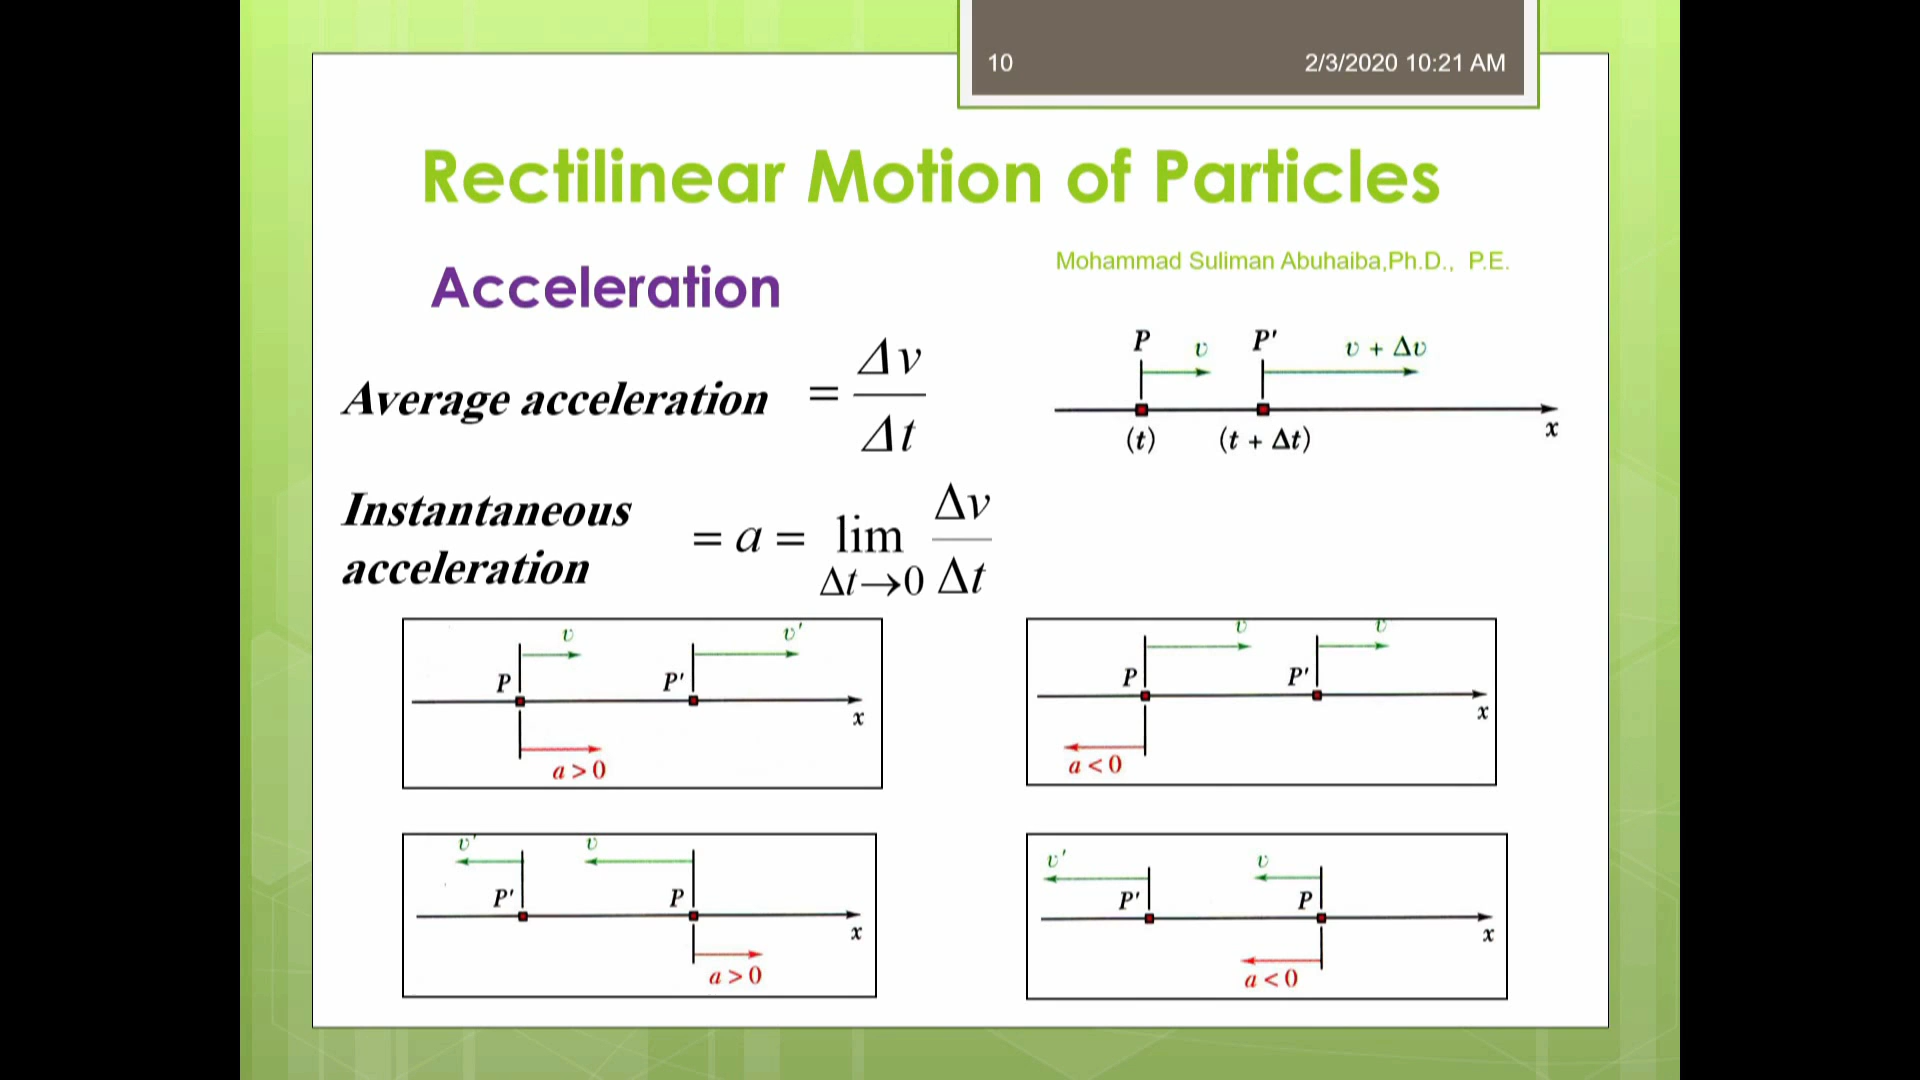 10 2/3/2020 10:21 AM
Rectilinear Motion of Particles
Mohammad Suliman Abuhaiba,Ph.D., P.E.
Acceleration
Average acceleration = Δv/Δt
P v P' v + Δv
(t) (t + Δt) x
Instantaneous
acceleration
= a = lim Δt→0 Δv/Δt
v v'
P P'
x
a > 0
v v
P P'
x
a < 0
v' v
P' P
x
a > 0
v' v
P' P
x
a < 0